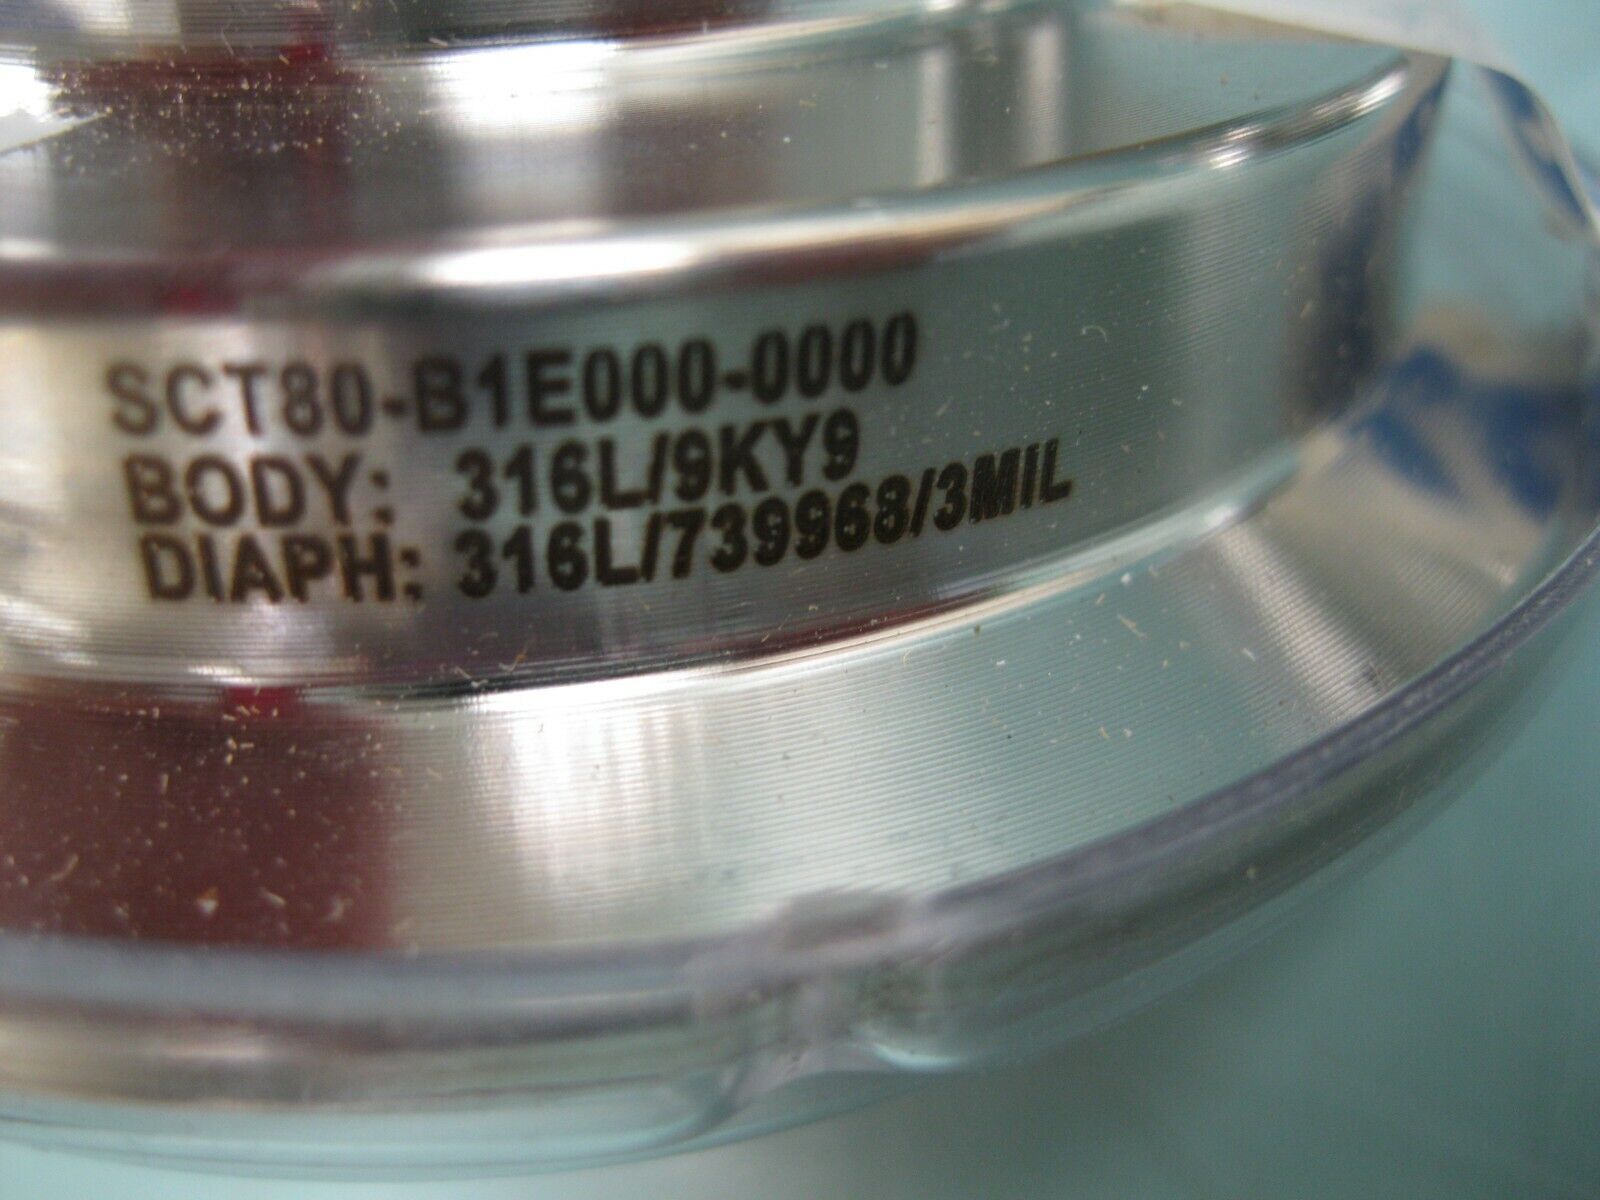 SCT80-B1E000-0000
BODY: 316L/9KY9
DIAPH: 316L/739968/3MIL